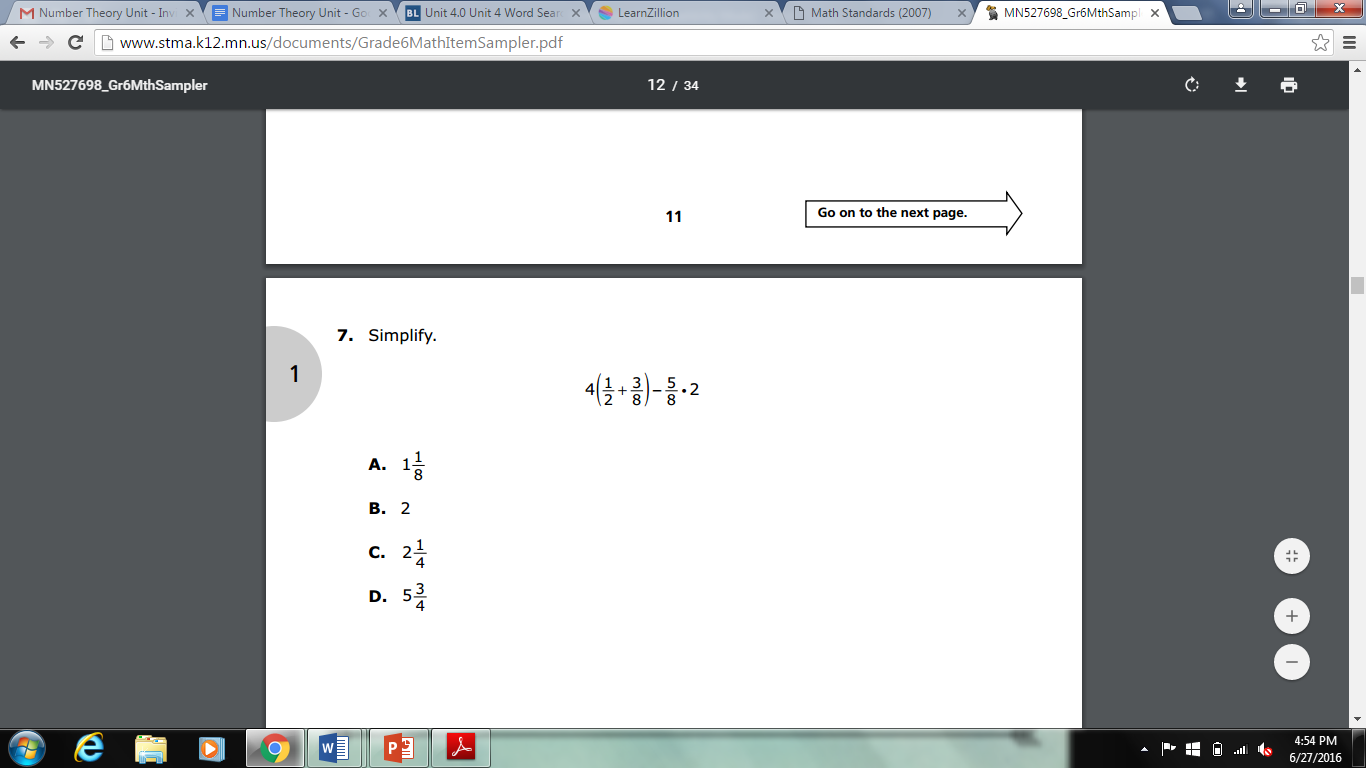 Number Theory Unit - Inv
Number Theory Unit - Go
BL Unit 4.0 Unit 4 Word Sear
LearnZillion
Math Standards (2007)
MN527698_Gr6MthSampl
www.stma.k12.mn.us/documents/Grade6MathItemSampler.pdf
MN527698_Gr6MthSampler
12 / 34
11
Go on to the next page.
1
7. Simplify.
4(1/2 + 3/8) – 5/8 • 2
A. 1 1/8
B. 2
C. 2 1/4
D. 5 3/4
4:54 PM
6/27/2016